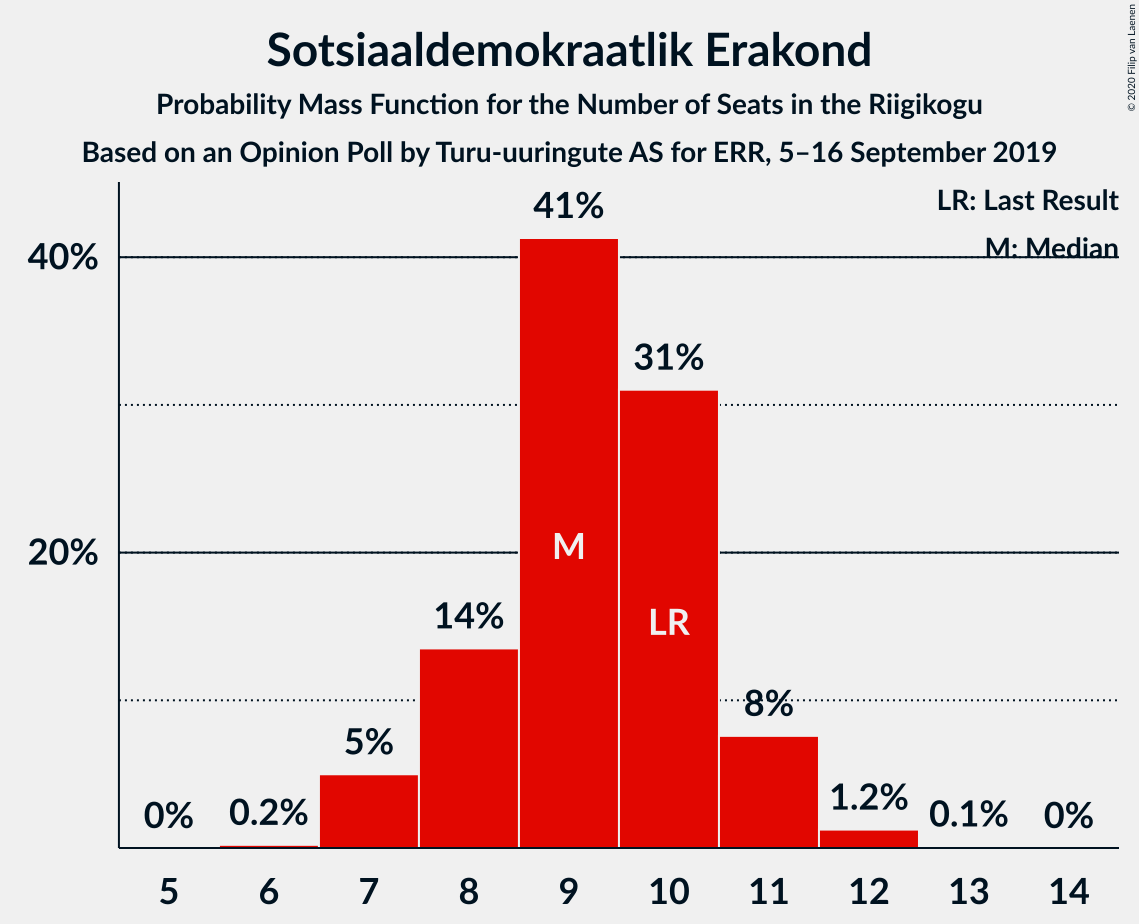 Sotsiaaldemokraatlik Erakond
Probability Mass Function for the Number of Seats in the Riigikogu
Based on an Opinion Poll by Turu-uuringute AS for ERR, 5–16 September 2019
© 2020 Filip van Laenen
LR: Last Result
M: Median
40%
20%
0%
0.2%
5%
14%
41%
31%
8%
1.2%
0.1%
0%
M
LR
5 6 7 8 9 10 11 12 13 14